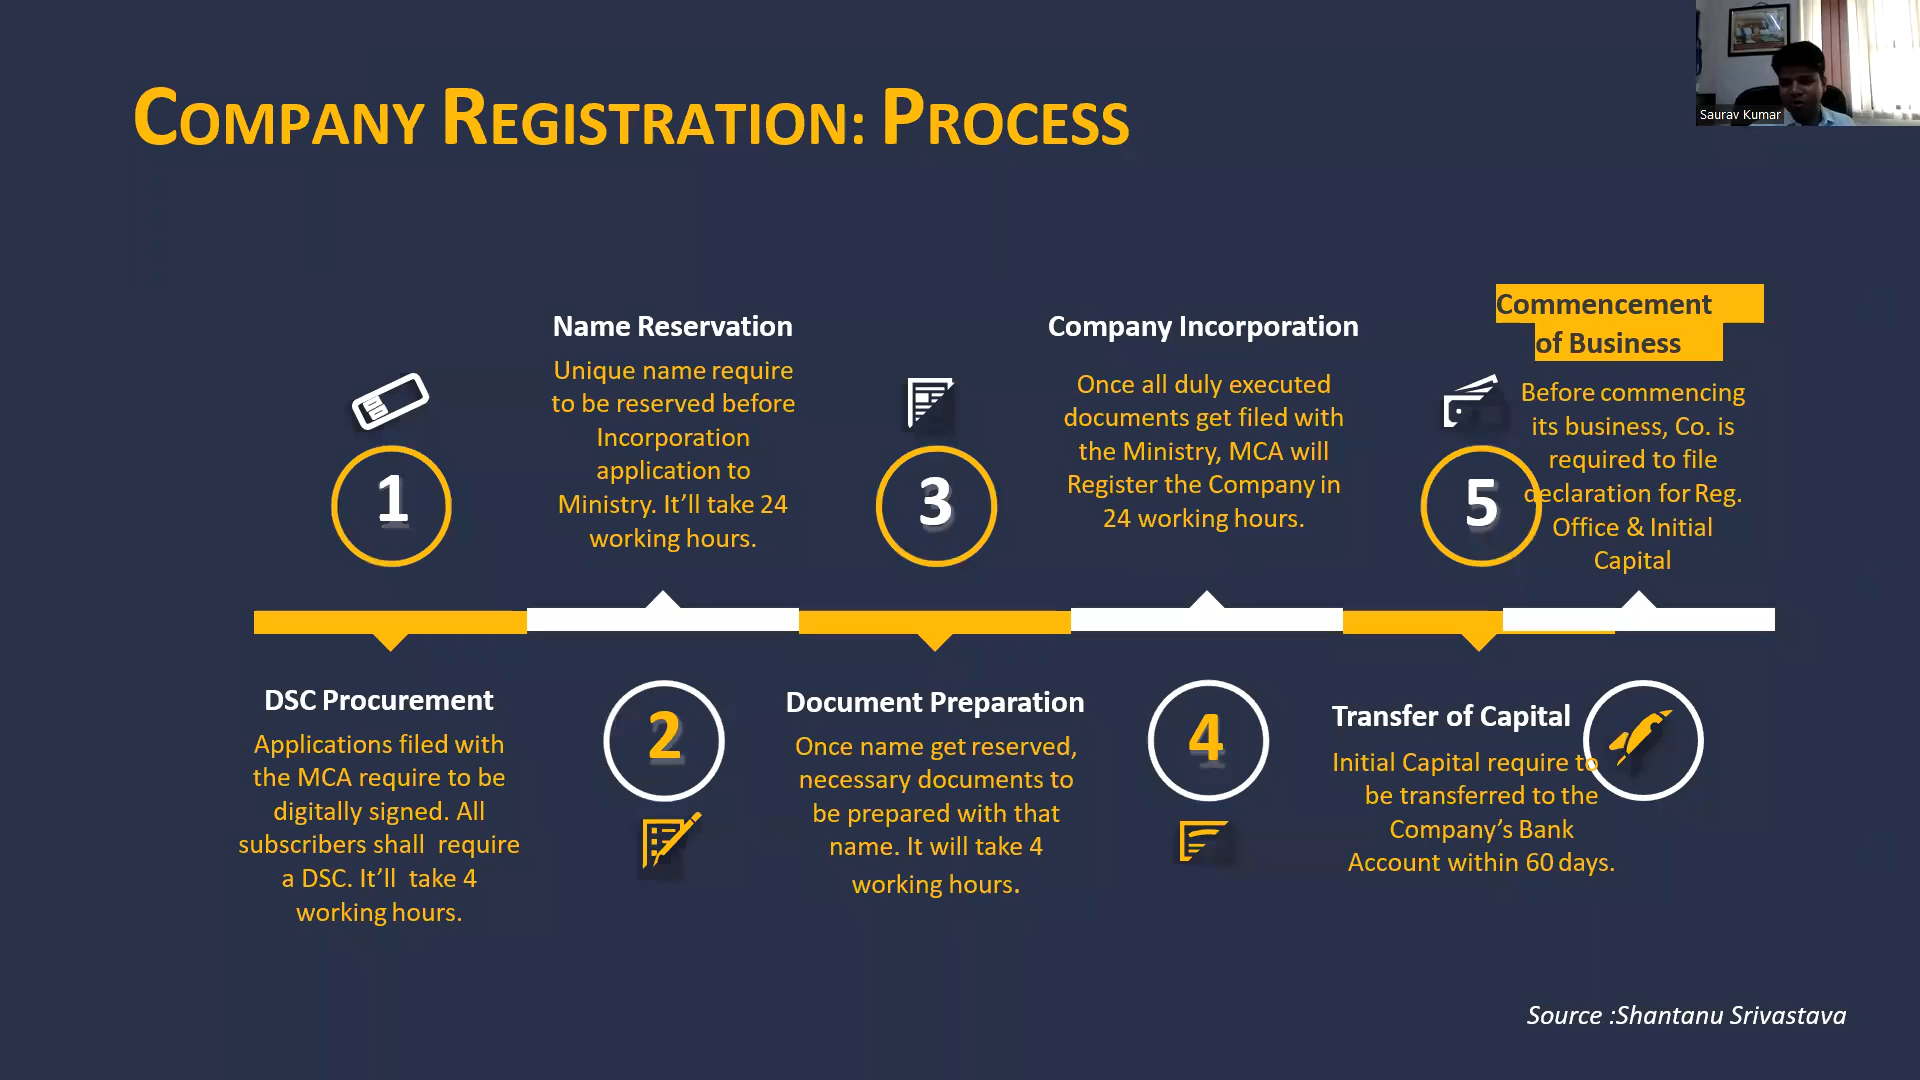 COMPANY REGISTRATION: PROCESS
Saurav Kumar
1
DSC Procurement
Applications filed with
the MCA require to be
digitally signed. All
subscribers shall require
a DSC. It'll take 4
working hours.
Name Reservation
Unique name require
to be reserved before
Incorporation
application to
Ministry. It'll take 24
working hours.
2
3
Document Preparation
Once name get reserved,
necessary documents to
be prepared with that
name. It will take 4
working hours.
Company Incorporation
Once all duly executed
documents get filed with
the Ministry, MCA will
Register the Company in
24 working hours.
4
5
Transfer of Capital
Initial Capital require to
be transferred to the
Company's Bank
Account within 60 days.
Commencement
of Business
Before commencing
its business, Co. is
required to file
declaration for Reg.
Office & Initial
Capital
Source :Shantanu Srivastava